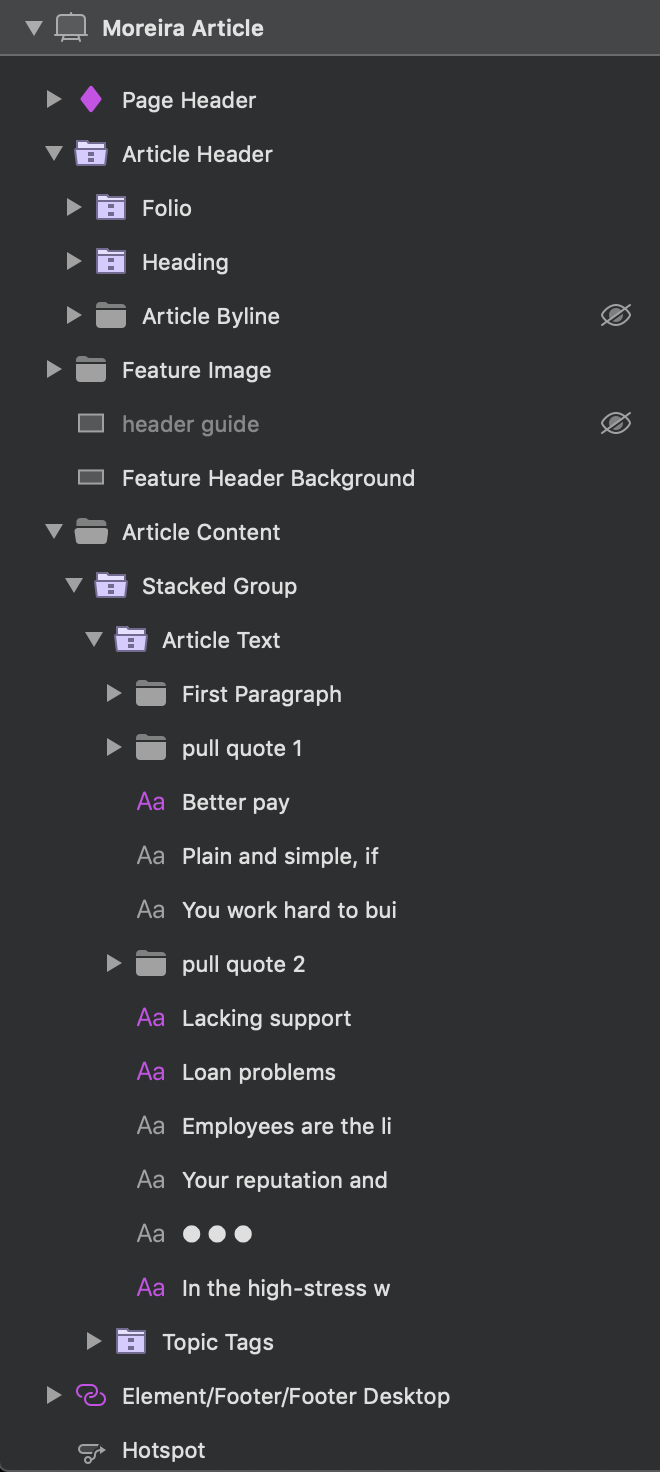 Moreira Article
Page Header
Article Header
Folio
Heading
Article Byline
Feature Image
header guide
Feature Header Background
Article Content
Stacked Group
Article Text
First Paragraph
pull quote 1
Aa Better pay
Aa Plain and simple, if
Aa You work hard to bui
pull quote 2
Aa Lacking support
Aa Loan problems
Aa Employees are the li
Aa Your reputation and
Aa ●●●
Aa In the high-stress w
Topic Tags
Element/Footer/Footer Desktop
Hotspot